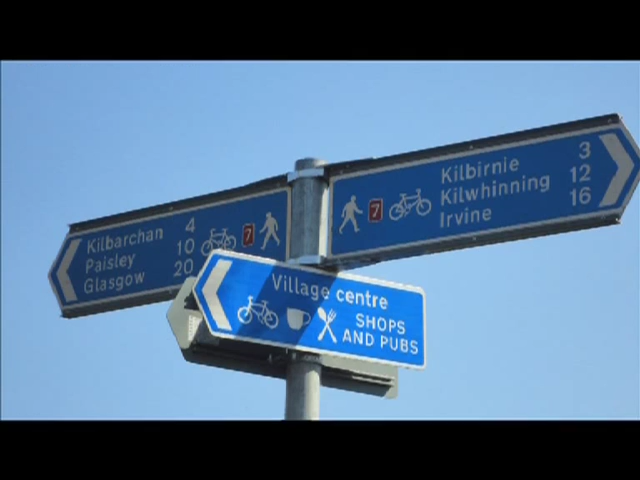 Kilbarchan 4
Paisley 10
Glasgow 20
7
7
Kilbirnie 3
Kilwhinning 12
Irvine 16
Village centre
SHOPS
AND PUBS